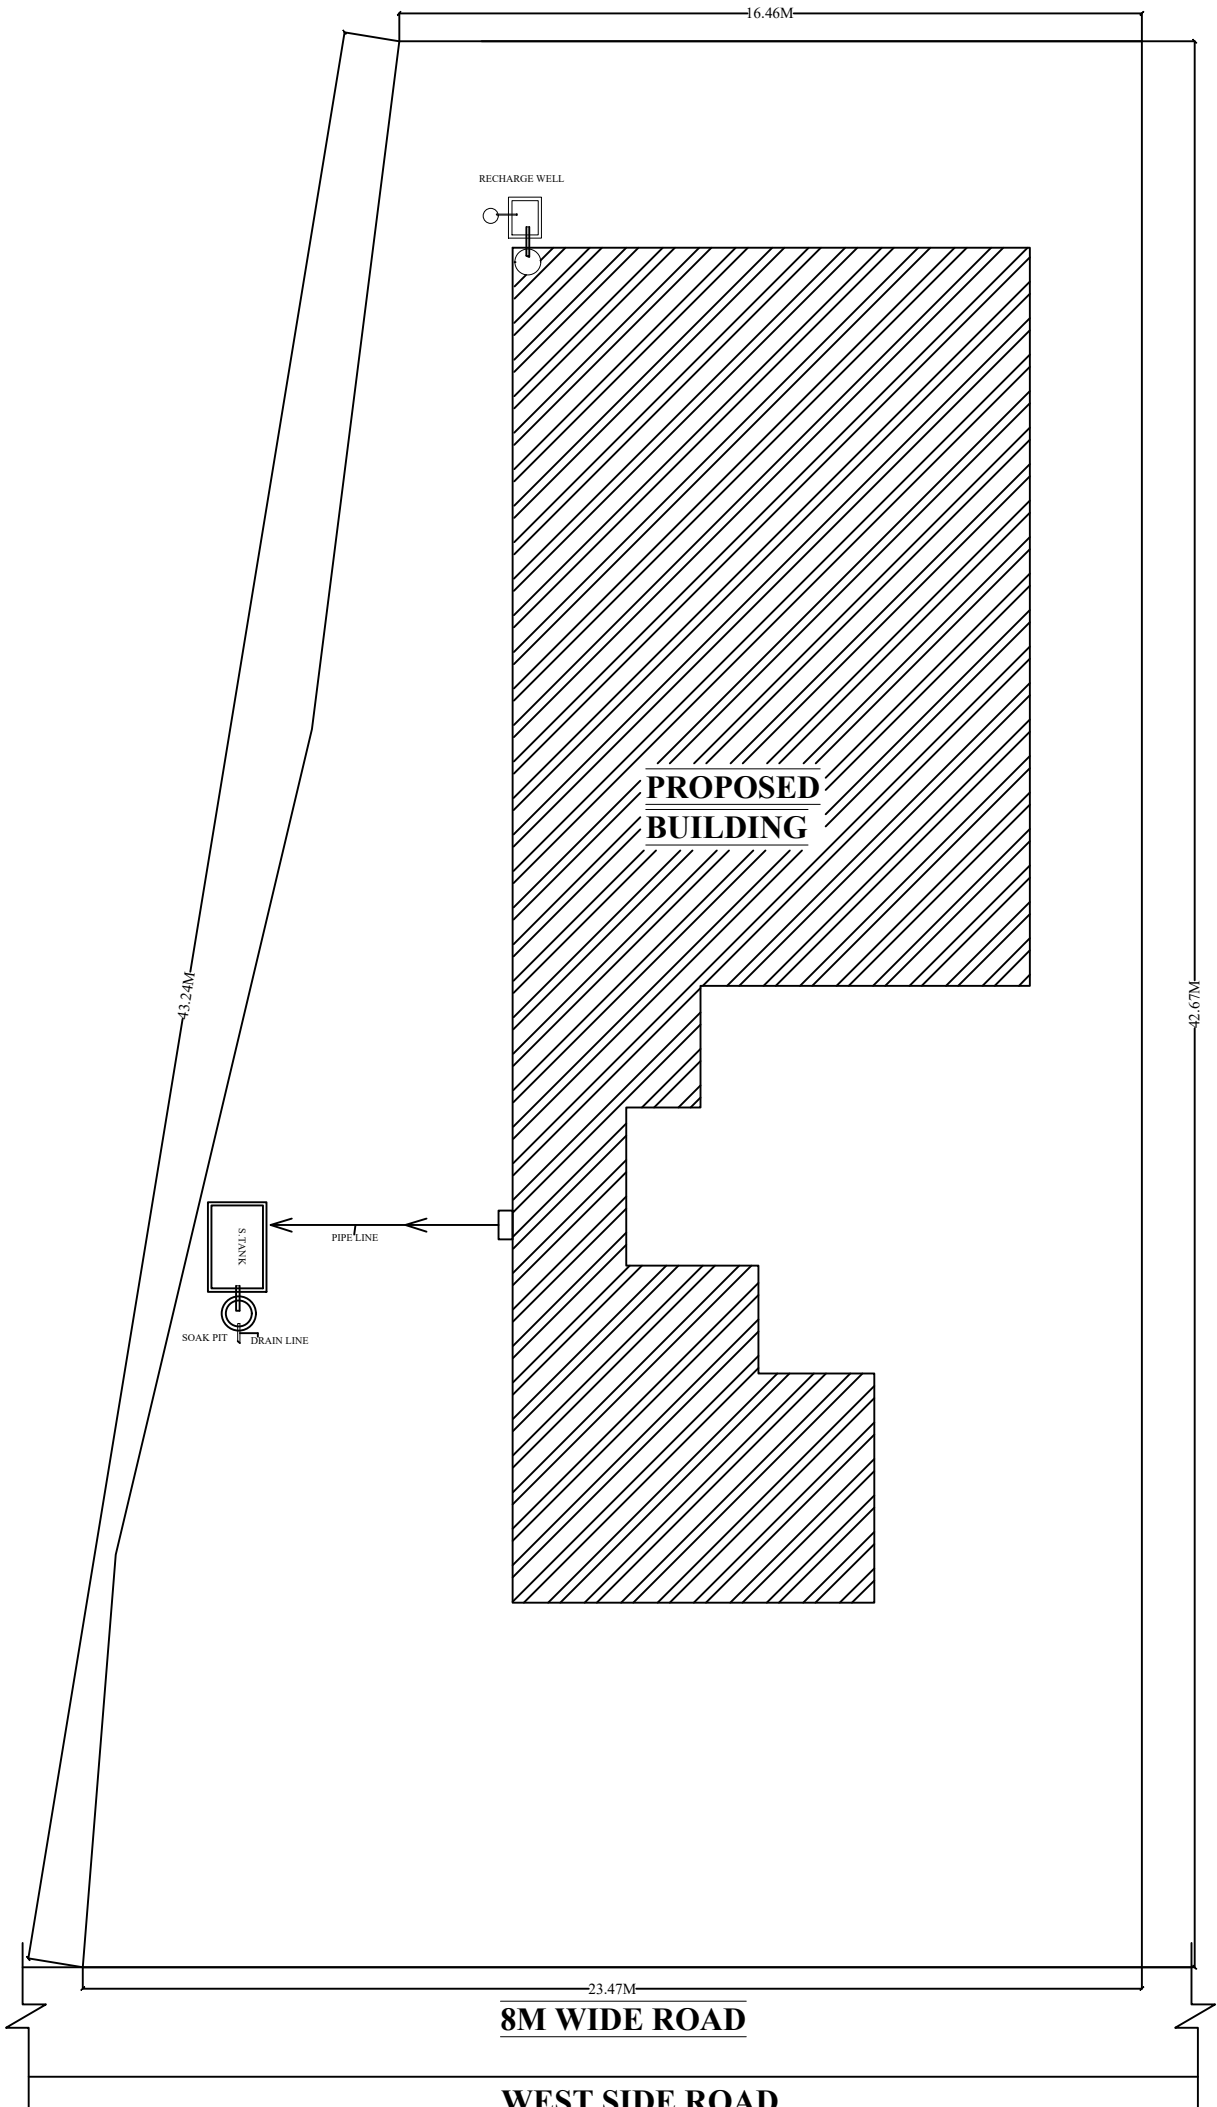 16.46M
RECHARGE WELL
PROPOSED
BUILDING
43.24M
42.67M
S.TANK
PIPE LINE
SOAK PIT
DRAIN LINE
23.47M
8M WIDE ROAD
WEST SIDE ROAD